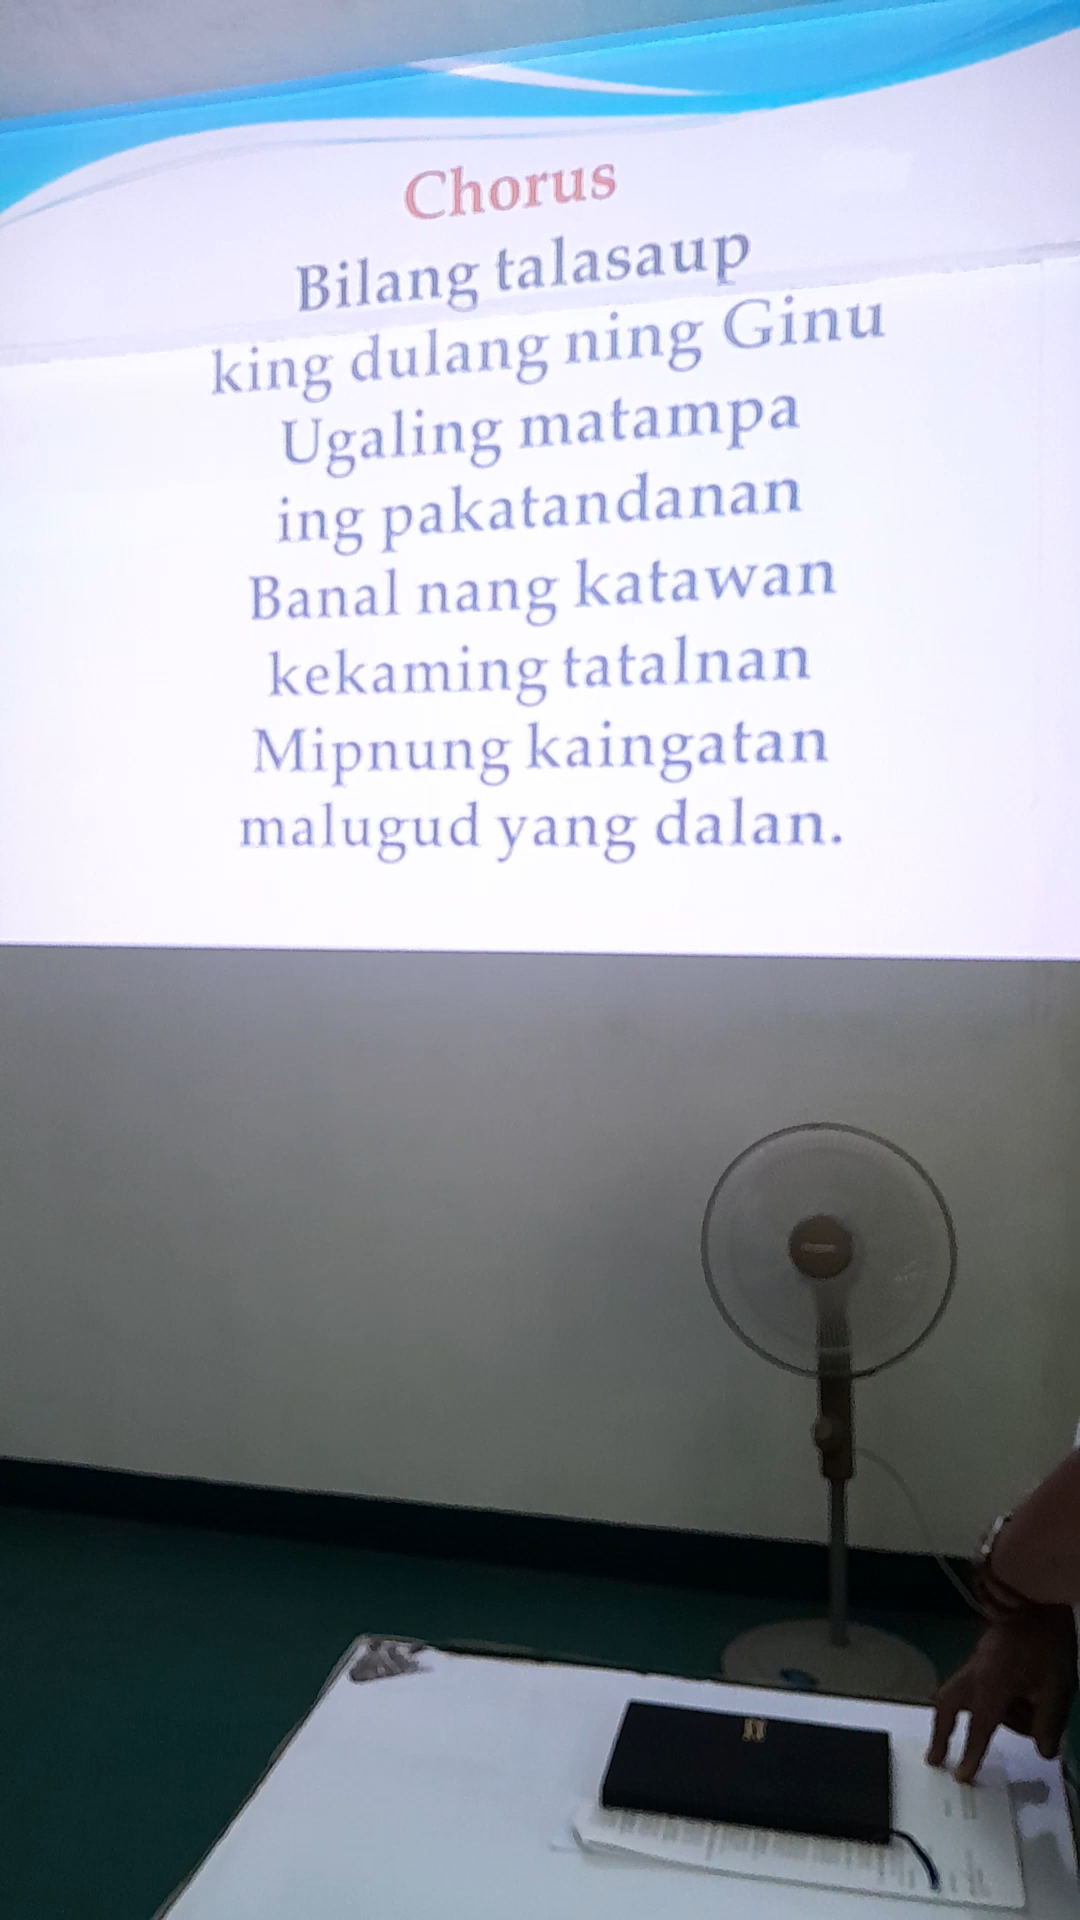 Chorus
Bilang talasaup
king dulang ning Ginu
Ugaling matampa
ing pakatandanan
Banal nang katawan
kekaming tatalnan
Mipnung kaingatan
malugud yang dalan.